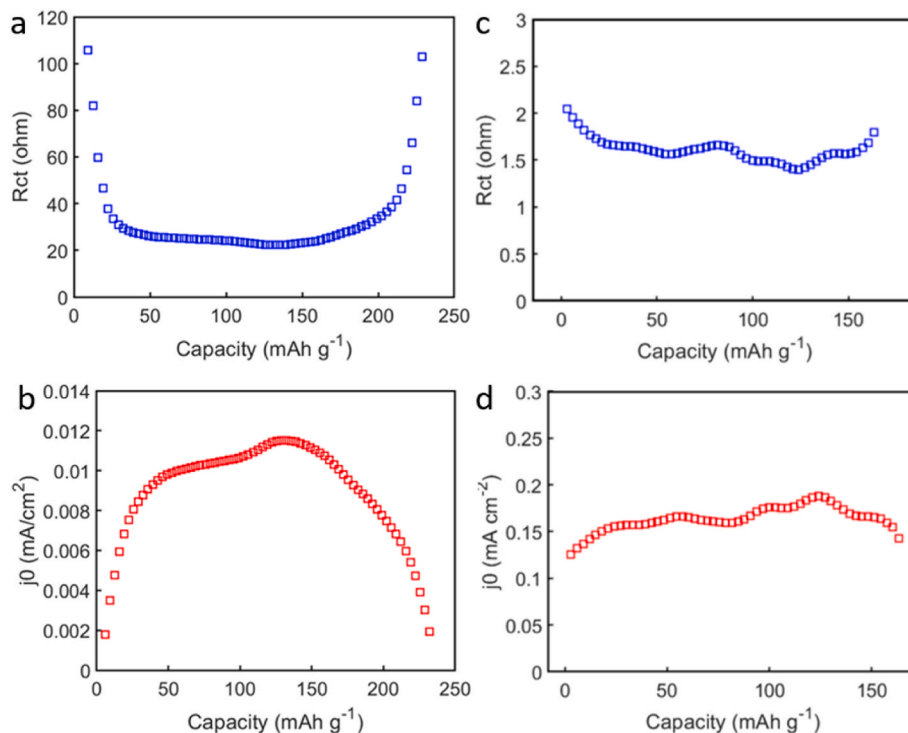 a
120
100
80
60
40
20
0
Rct (ohm)
0 50 100 150 200 250
Capacity (mAh g⁻¹)
c
3
2.5
2
1.5
1
0.5
0
Rct (ohm)
0 50 100 150
Capacity (mAh g⁻¹)
b
0.014
0.012
0.01
0.008
0.006
0.004
0.002
0
j0 (mA/cm²)
0 50 100 150 200 250
Capacity (mAh g⁻¹)
d
0.3
0.25
0.2
0.15
0.1
0.05
0
j0 (mA cm⁻²)
0 50 100 150
Capacity (mAh g⁻¹)